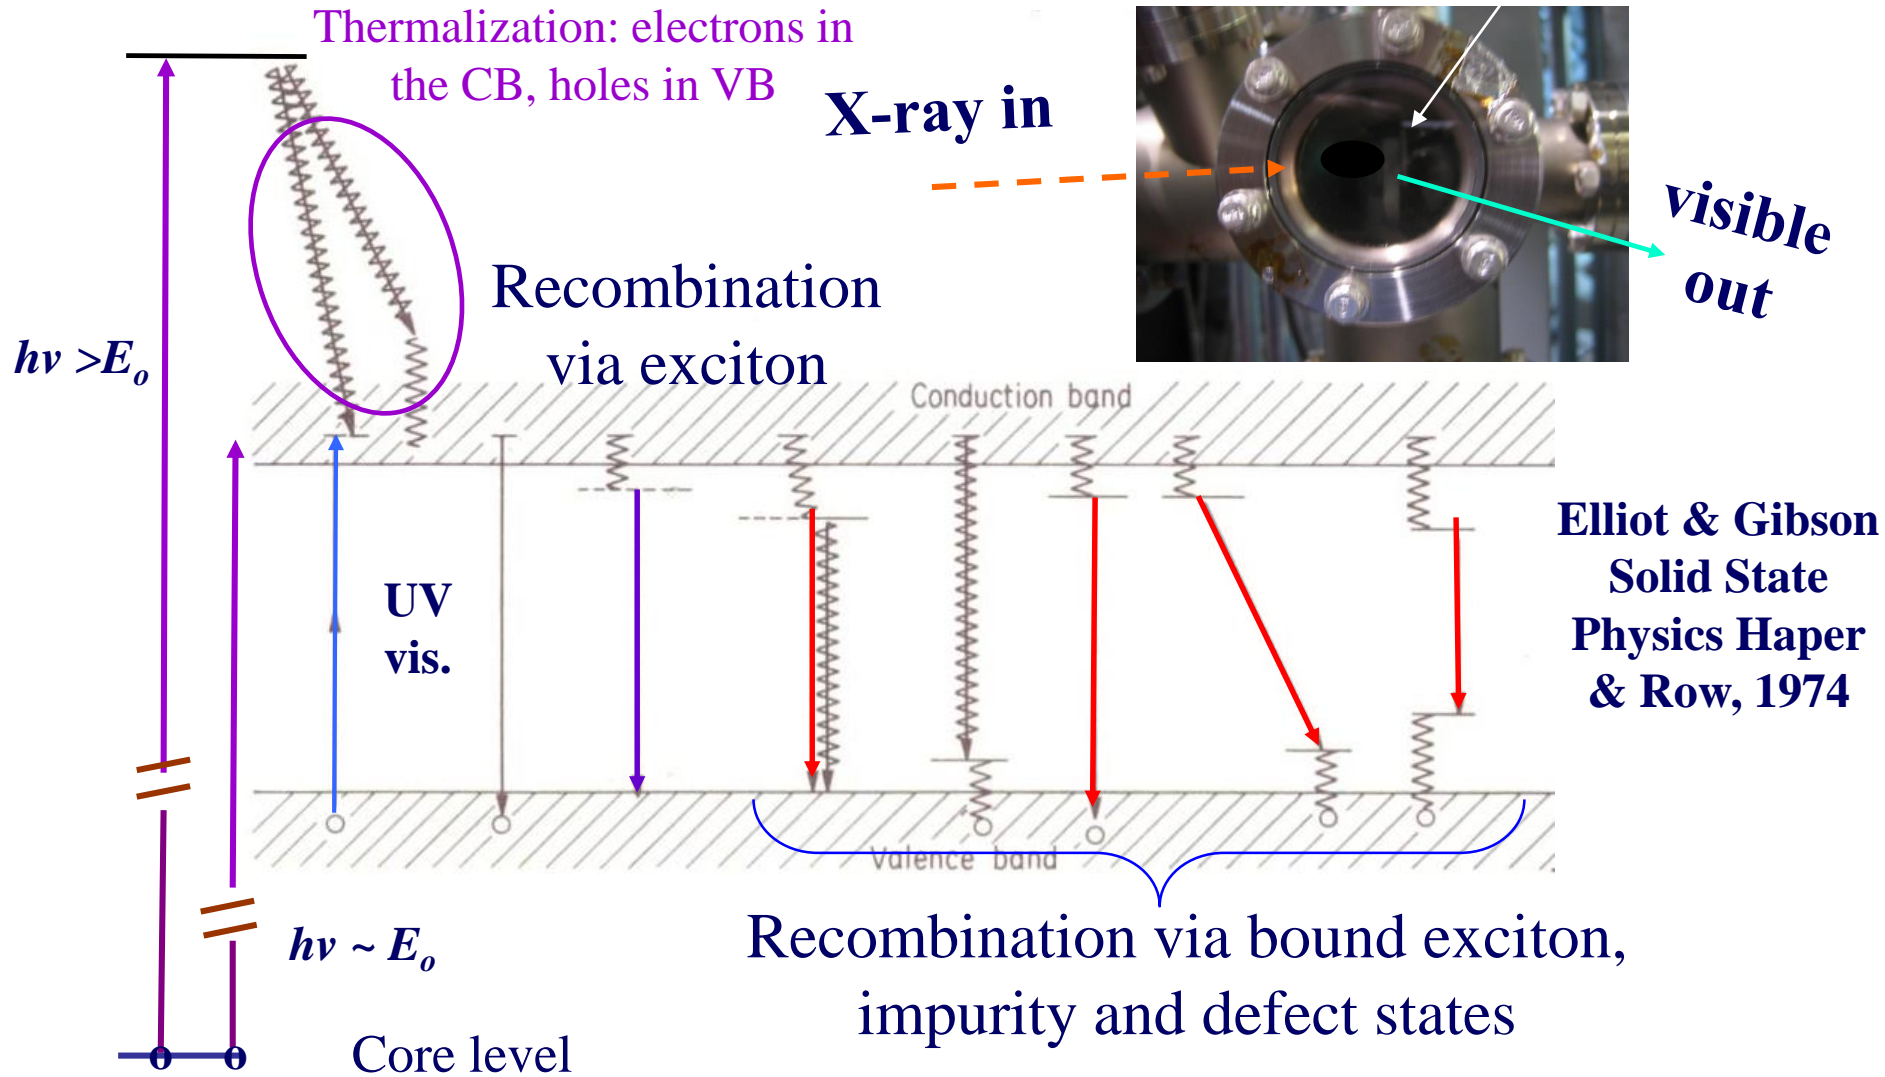 Thermalization: electrons in
the CB, holes in VB
X-ray in
visible
out
Recombination
via exciton
hν >Eo
Conduction band
UV
vis.
Elliot & Gibson
Solid State
Physics Haper
& Row, 1974
Valence band
hν ~ Eo
Recombination via bound exciton,
impurity and defect states
Core level